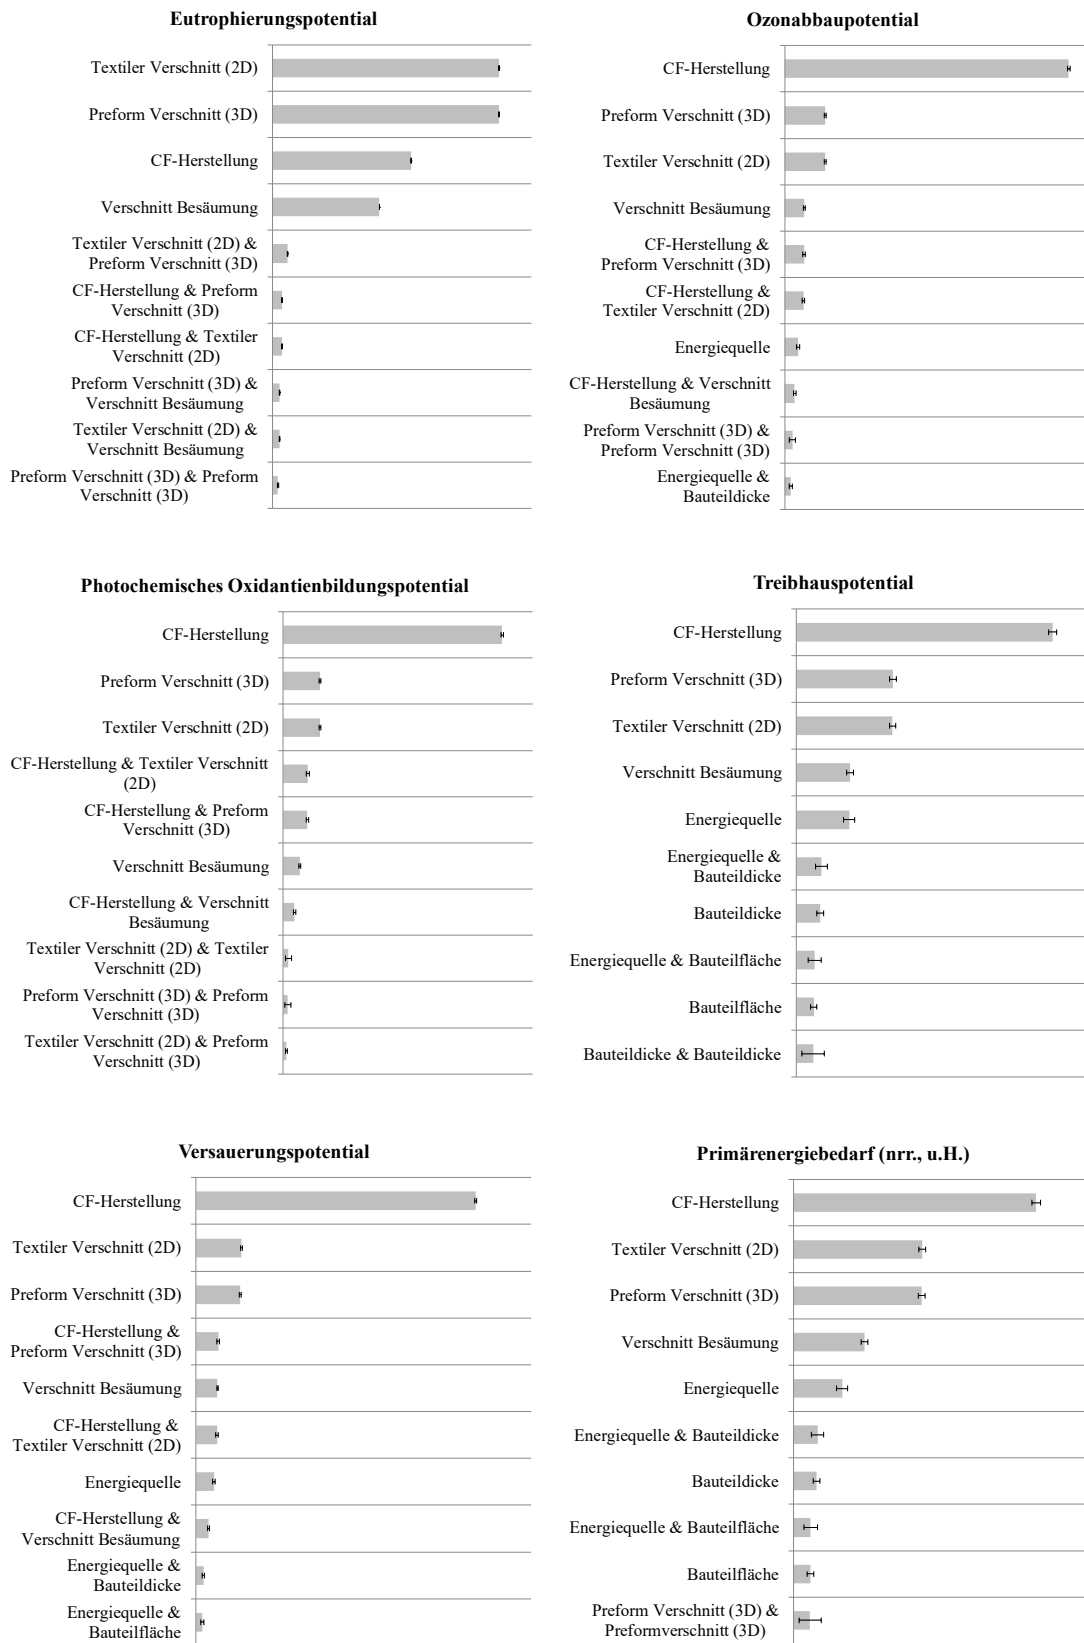 Eutrophierungspotential
Textiler Verschnitt (2D)
Preform Verschnitt (3D)
CF-Herstellung
Verschnitt Besäumung
Textiler Verschnitt (2D) &
Preform Verschnitt (3D)
CF-Herstellung & Preform
Verschnitt (3D)
CF-Herstellung & Textiler
Verschnitt (2D)
Preform Verschnitt (3D) &
Verschnitt Besäumung
Textiler Verschnitt (2D) &
Verschnitt Besäumung
Preform Verschnitt (3D) & Preform
Verschnitt (3D)
Ozonabbaupotential
CF-Herstellung
Preform Verschnitt (3D)
Textiler Verschnitt (2D)
Verschnitt Besäumung
CF-Herstellung &
Preform Verschnitt (3D)
CF-Herstellung &
Textiler Verschnitt (2D)
Energiequelle
CF-Herstellung & Verschnitt
Besäumung
Preform Verschnitt (3D) &
Preform Verschnitt (3D)
Energiequelle &
Bauteildicke
Photochemisches Oxidantienbildungspotential
CF-Herstellung
Preform Verschnitt (3D)
Textiler Verschnitt (2D)
CF-Herstellung & Textiler Verschnitt
(2D)
CF-Herstellung & Preform
Verschnitt (3D)
Verschnitt Besäumung
CF-Herstellung & Verschnitt
Besäumung
Textiler Verschnitt (2D) & Textiler
Verschnitt (2D)
Preform Verschnitt (3D) & Preform
Verschnitt (3D)
Textiler Verschnitt (2D) & Preform
Verschnitt (3D)
Treibhauspotential
CF-Herstellung
Preform Verschnitt (3D)
Textiler Verschnitt (2D)
Verschnitt Besäumung
Energiequelle
Energiequelle &
Bauteildicke
Bauteildicke
Energiequelle & Bauteilfläche
Bauteilfläche
Bauteildicke & Bauteildicke
Versauerungspotential
CF-Herstellung
Textiler Verschnitt (2D)
Preform Verschnitt (3D)
CF-Herstellung &
Preform Verschnitt (3D)
Verschnitt Besäumung
CF-Herstellung &
Textiler Verschnitt (2D)
Energiequelle
CF-Herstellung &
Verschnitt Besäumung
Energiequelle &
Bauteildicke
Energiequelle &
Bauteilfläche
Primärenergiebedarf (nrr., u.H.)
CF-Herstellung
Textiler Verschnitt (2D)
Preform Verschnitt (3D)
Verschnitt Besäumung
Energiequelle
Energiequelle & Bauteildicke
Bauteildicke
Energiequelle & Bauteilfläche
Bauteilfläche
Preform Verschnitt (3D) &
Preformverschnitt (3D)